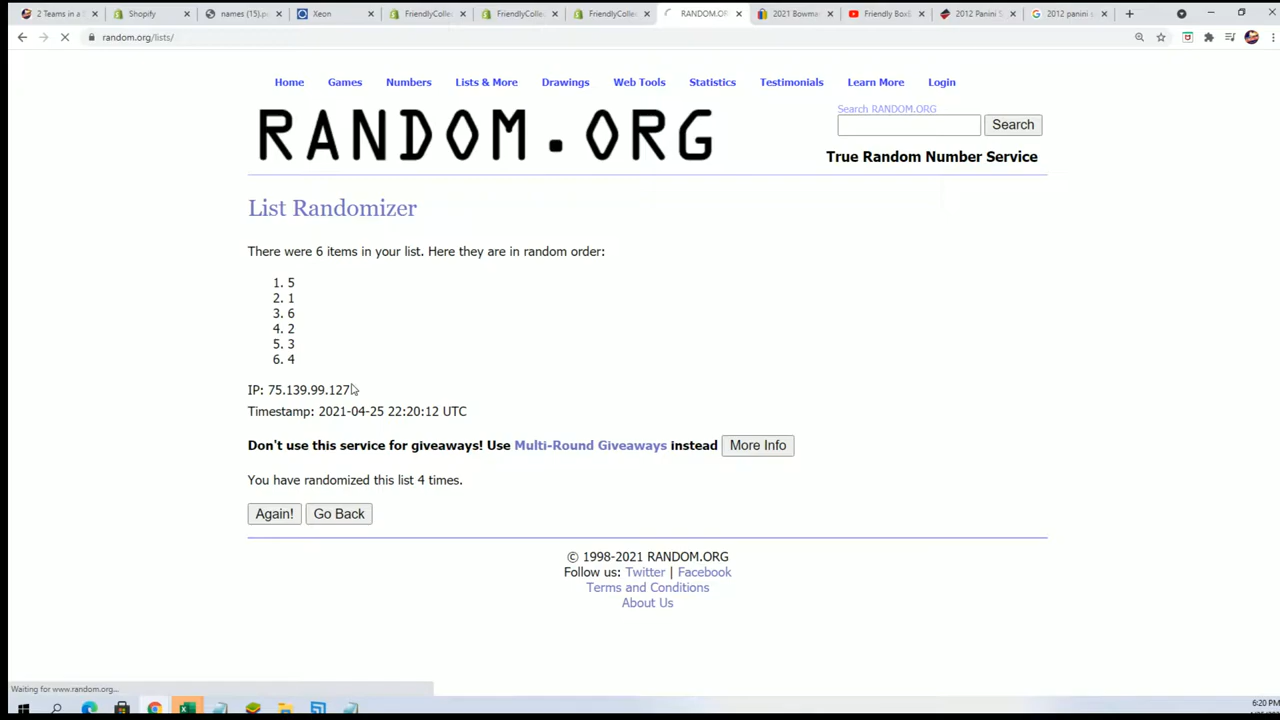 2 Teams in a
Shopify
names (15).p
Xeon
FriendlyColle
FriendlyColle
FriendlyColle
RANDOM.OR
2021 Bowma
Friendly BoxB
2012 Panini S
2012 panini s
random.org/lists/
Home Games Numbers Lists & More Drawings Web Tools Statistics Testimonials Learn More Login
RANDOM.ORG
Search RANDOM.ORG
Search
True Random Number Service
List Randomizer
There were 6 items in your list. Here they are in random order:
1. 5
2. 1
3. 6
4. 2
5. 3
6. 4
IP: 75.139.99.127
Timestamp: 2021-04-25 22:20:12 UTC
Don't use this service for giveaways! Use Multi-Round Giveaways instead More Info
You have randomized this list 4 times.
Again! Go Back
© 1998-2021 RANDOM.ORG
Follow us: Twitter | Facebook
Terms and Conditions
About Us
Waiting for www.random.org...
6:20 PM